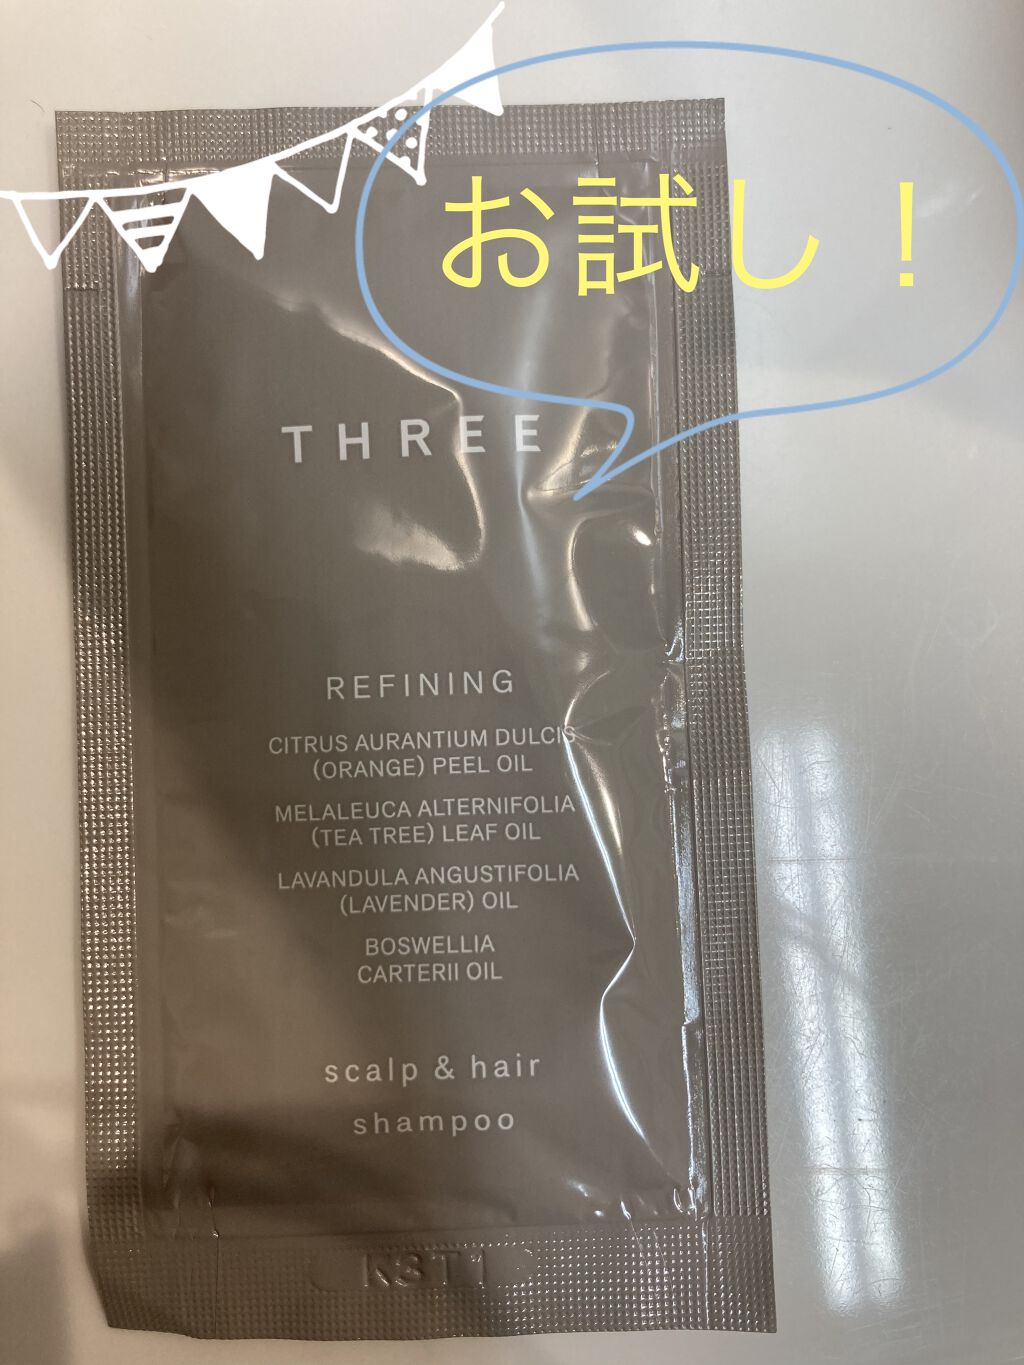 お試し！
THREE
REFINING
CITRUS AURANTIUM DULCIS
(ORANGE) PEEL OIL
MELALEUCA ALTERNIFOLIA
(TEA TREE) LEAF OIL
LAVANDULA ANGUSTIFOLIA
(LAVENDER) OIL
BOSWELLIA
CARTERII OIL
scalp & hair
shampoo